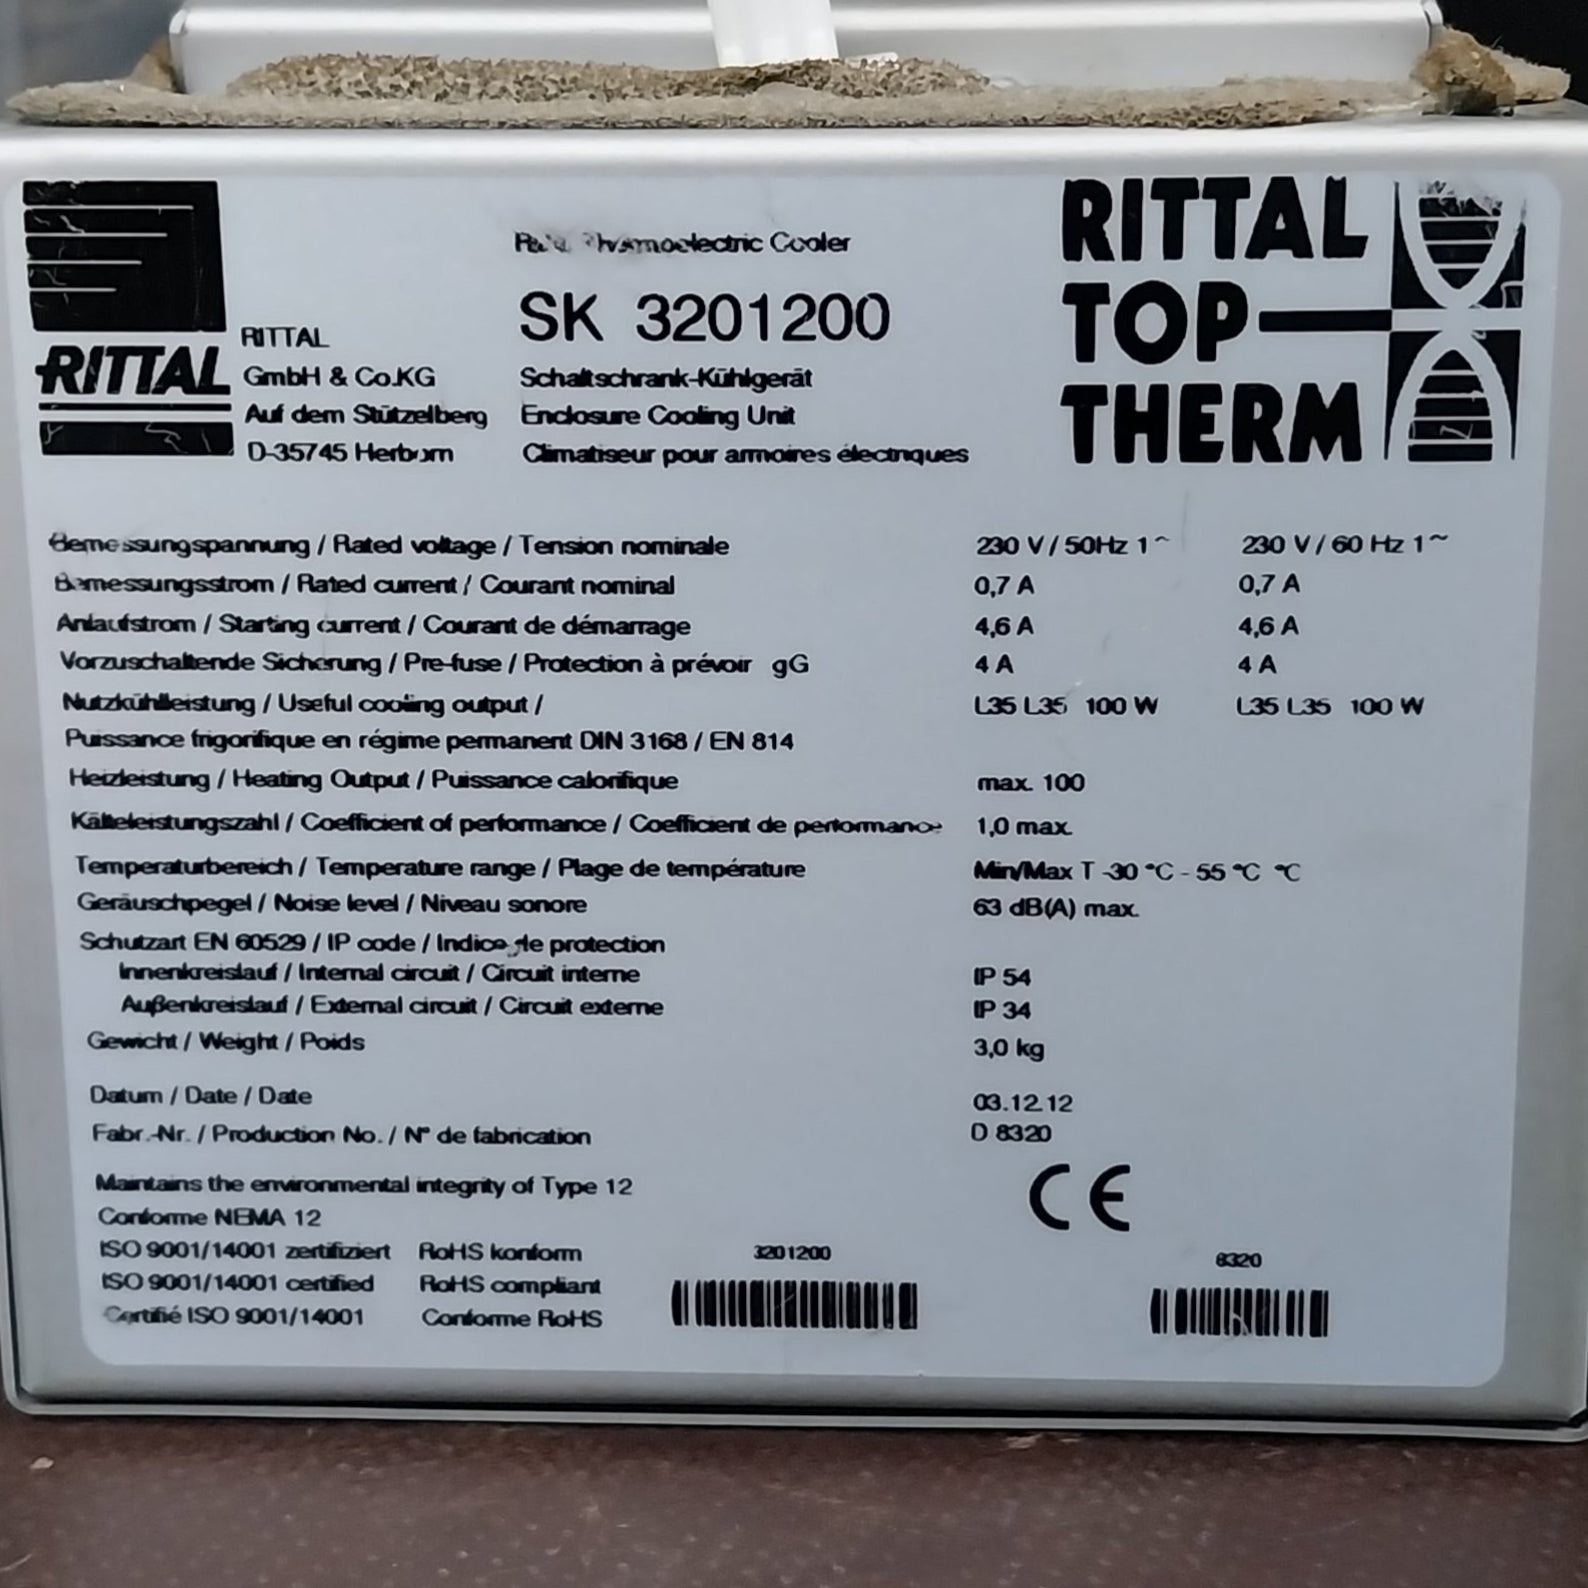 RITTAL
RITTAL
GmbH & Co.KG
Auf dem Stützelberg
D-35745 Herborn
Thermoelectric Cooler
SK 3201200
Schaltschrank-Kühlgerät
Enclosure Cooling Unit
Climatiseur pour armoires électriques
RITTAL
TOP
THERM
Bemessungspannung / Rated voltage / Tension nominale 230 V / 50Hz 1~ 230 V / 60 Hz 1~
Bemessungsstrom / Rated current / Courant nominal 0,7 A 0,7 A
Anlaufstrom / Starting current / Courant de démarrage 4,6 A 4,6 A
Vorzuschaltende Sicherung / Pre-fuse / Protection à prévoir gG 4 A 4 A
Nutzkühlleistung / Useful cooling output / L35 L35 100 W L35 L35 100 W
Puissance frigorifique en régime permanent DIN 3168 / EN 814
Heizleistung / Heating Output / Puissance calorifique max. 100
Kälteleistungszahl / Coefficient of performance / Coefficient de performance 1,0 max.
Temperaturbereich / Temperature range / Plage de température Min/Max T -30 °C - 55 °C °C
Geräuschpegel / Noise level / Niveau sonore 63 dB(A) max.
Schutzart EN 60529 / IP code / Indice de protection
Innenkreislauf / Internal circuit / Circuit interne IP 54
Außenkreislauf / External circuit / Circuit externe IP 34
Gewicht / Weight / Poids 3,0 kg
Datum / Date / Date 03.12.12
Fabr.-Nr. / Production No. / N° de fabrication D 8320
Maintains the environmental integrity of Type 12
Conforme NEMA 12
CE
ISO 9001/14001 zertifiziert RoHS konform 3201200 8320
ISO 9001/14001 certified RoHS compliant
Certifié ISO 9001/14001 Conforme RoHS